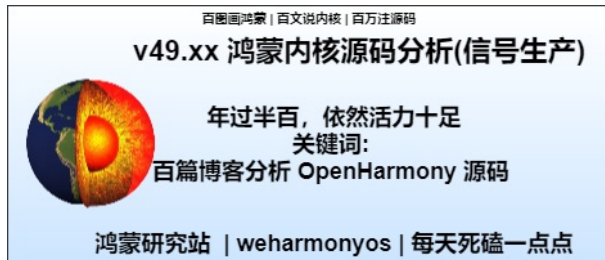 百图画鸿蒙 | 百文说内核 | 百万注源码
v49.xx 鸿蒙内核源码分析(信号生产)
年过半百，依然活力十足
关键词:
百篇博客分析 OpenHarmony 源码
鸿蒙研究站 | weharmonyos | 每天死磕一点点